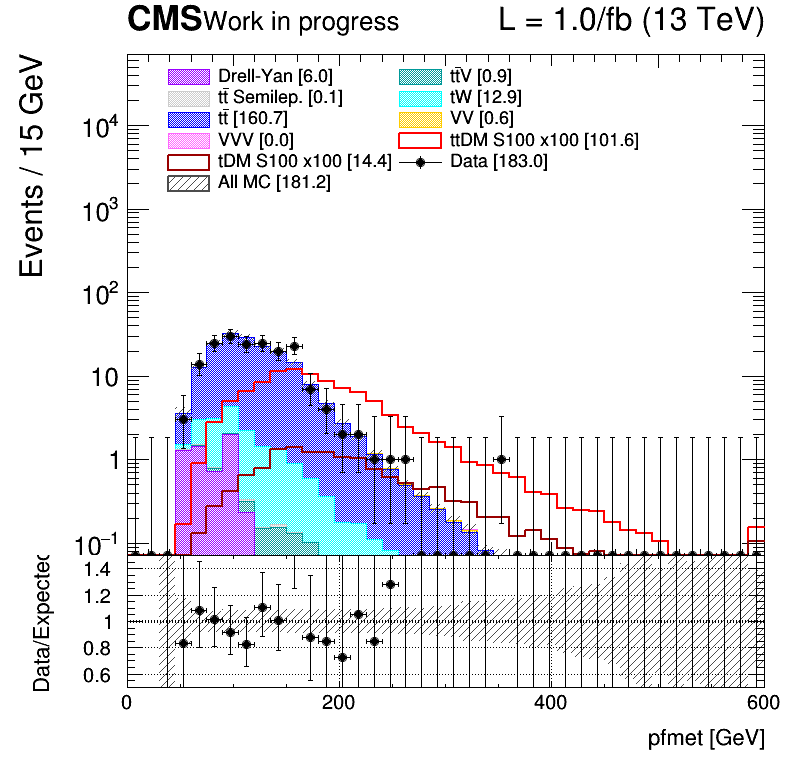 CMS Work in progress L = 1.0/fb (13 TeV)
Events / 15 GeV
Drell-Yan [6.0] tt̄V [0.9]
tt̄ Semilep. [0.1] tW [12.9]
tt̄ [160.7] VV [0.6]
VVV [0.0] ttDM S100 x100 [101.6]
tDM S100 x100 [14.4] Data [183.0]
All MC [181.2]
10⁴
10³
10²
10
1
10⁻¹
Data/Expected
1.4
1.2
1
0.8
0.6
0 200 400 600
pfmet [GeV]